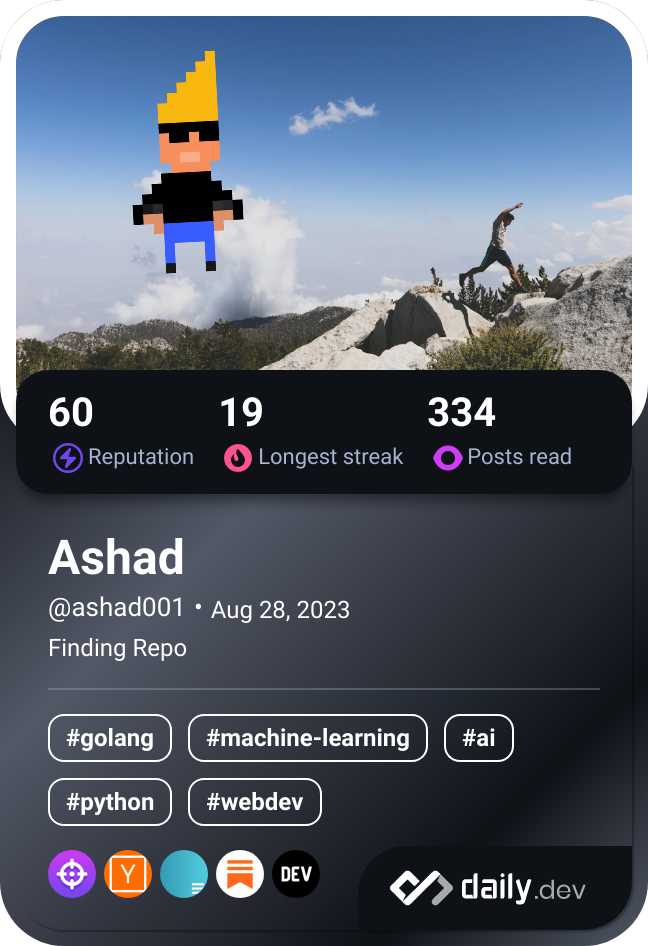 60 19 334
Reputation Longest streak Posts read
Ashad
@ashad001 • Aug 28, 2023
Finding Repo
#golang #machine-learning #ai
#python #webdev
Y DEV daily.dev